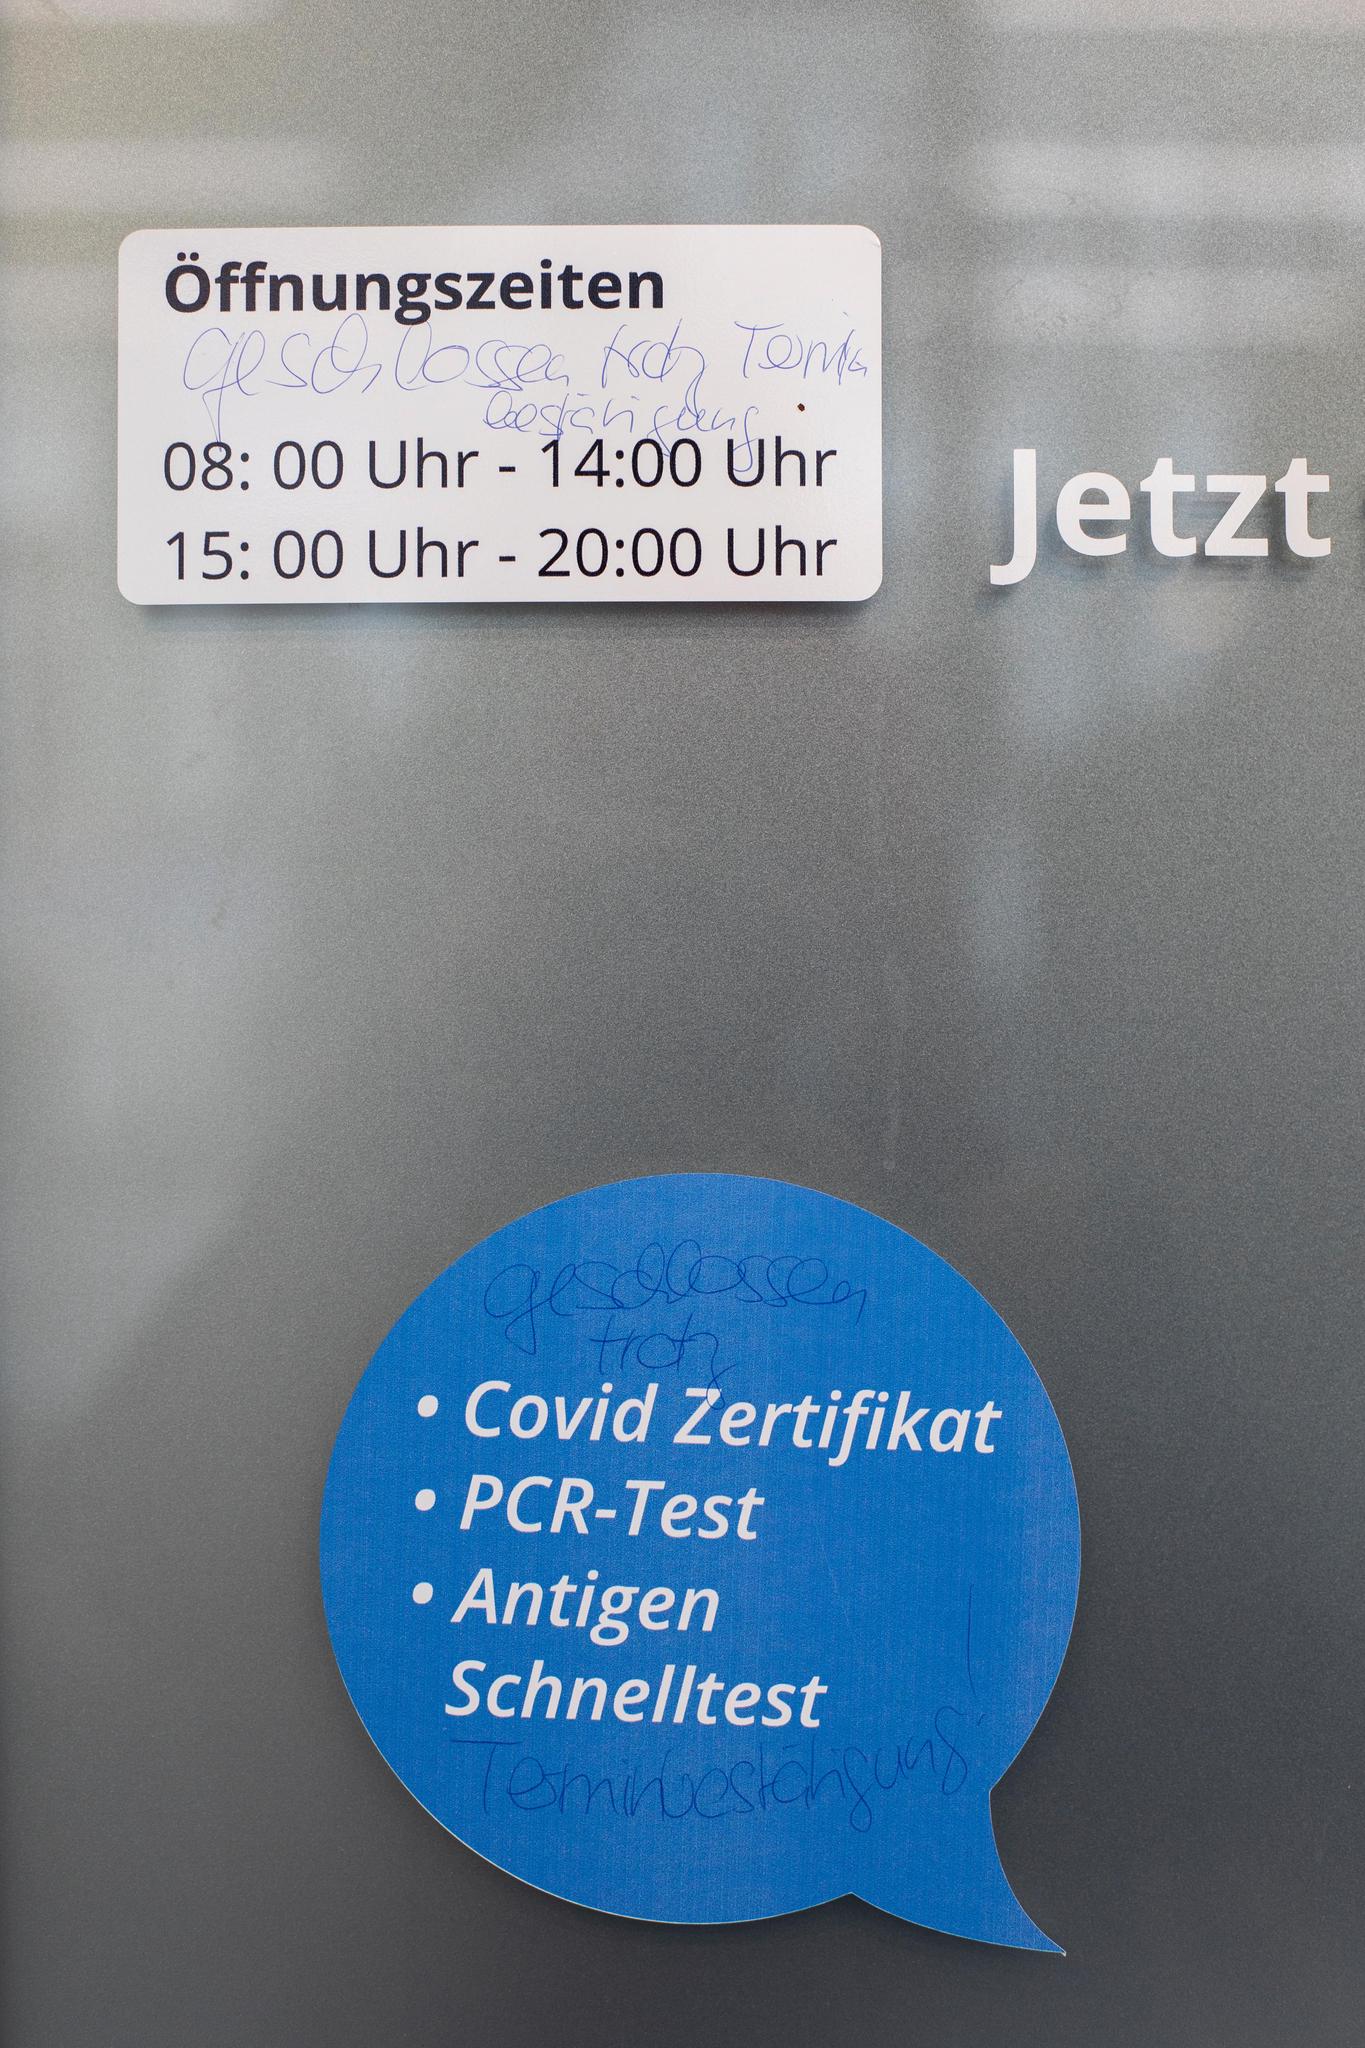 Öffnungszeiten
geschlossen trotz Termin
bestätigung
08: 00 Uhr - 14:00 Uhr
15: 00 Uhr - 20:00 Uhr
Jetzt
geschlossen
trotz
• Covid Zertifikat
• PCR-Test
• Antigen
Schnelltest
Terminbestätigung!